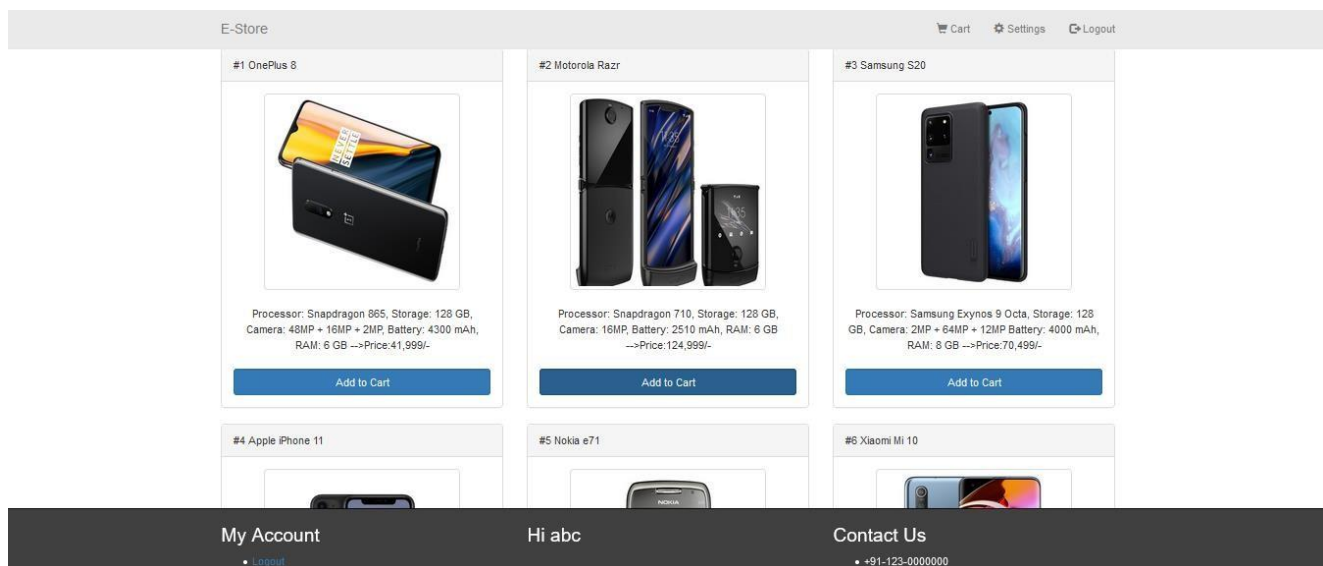 E-Store
Cart
Settings
Logout
#1 OnePlus 8
#2 Motorola Razr
#3 Samsung S20
NEVER
SETTLE
11:35
Processor: Snapdragon 865, Storage: 128 GB,
Camera: 48MP + 16MP + 2MP, Battery: 4300 mAh,
RAM: 6 GB -->Price:41,999/-
Processor: Snapdragon 710, Storage: 128 GB,
Camera: 16MP, Battery: 2510 mAh, RAM: 6 GB
-->Price:124,999/-
Processor: Samsung Exynos 9 Octa, Storage: 128
GB, Camera: 2MP + 64MP + 12MP Battery: 4000 mAh,
RAM: 8 GB -->Price:70,499/-
Add to Cart
Add to Cart
Add to Cart
#4 Apple iPhone 11
#5 Nokia e71
#6 Xiaomi Mi 10
NOKIA
My Account
Hi abc
Contact Us
Logout
+91-123-0000000